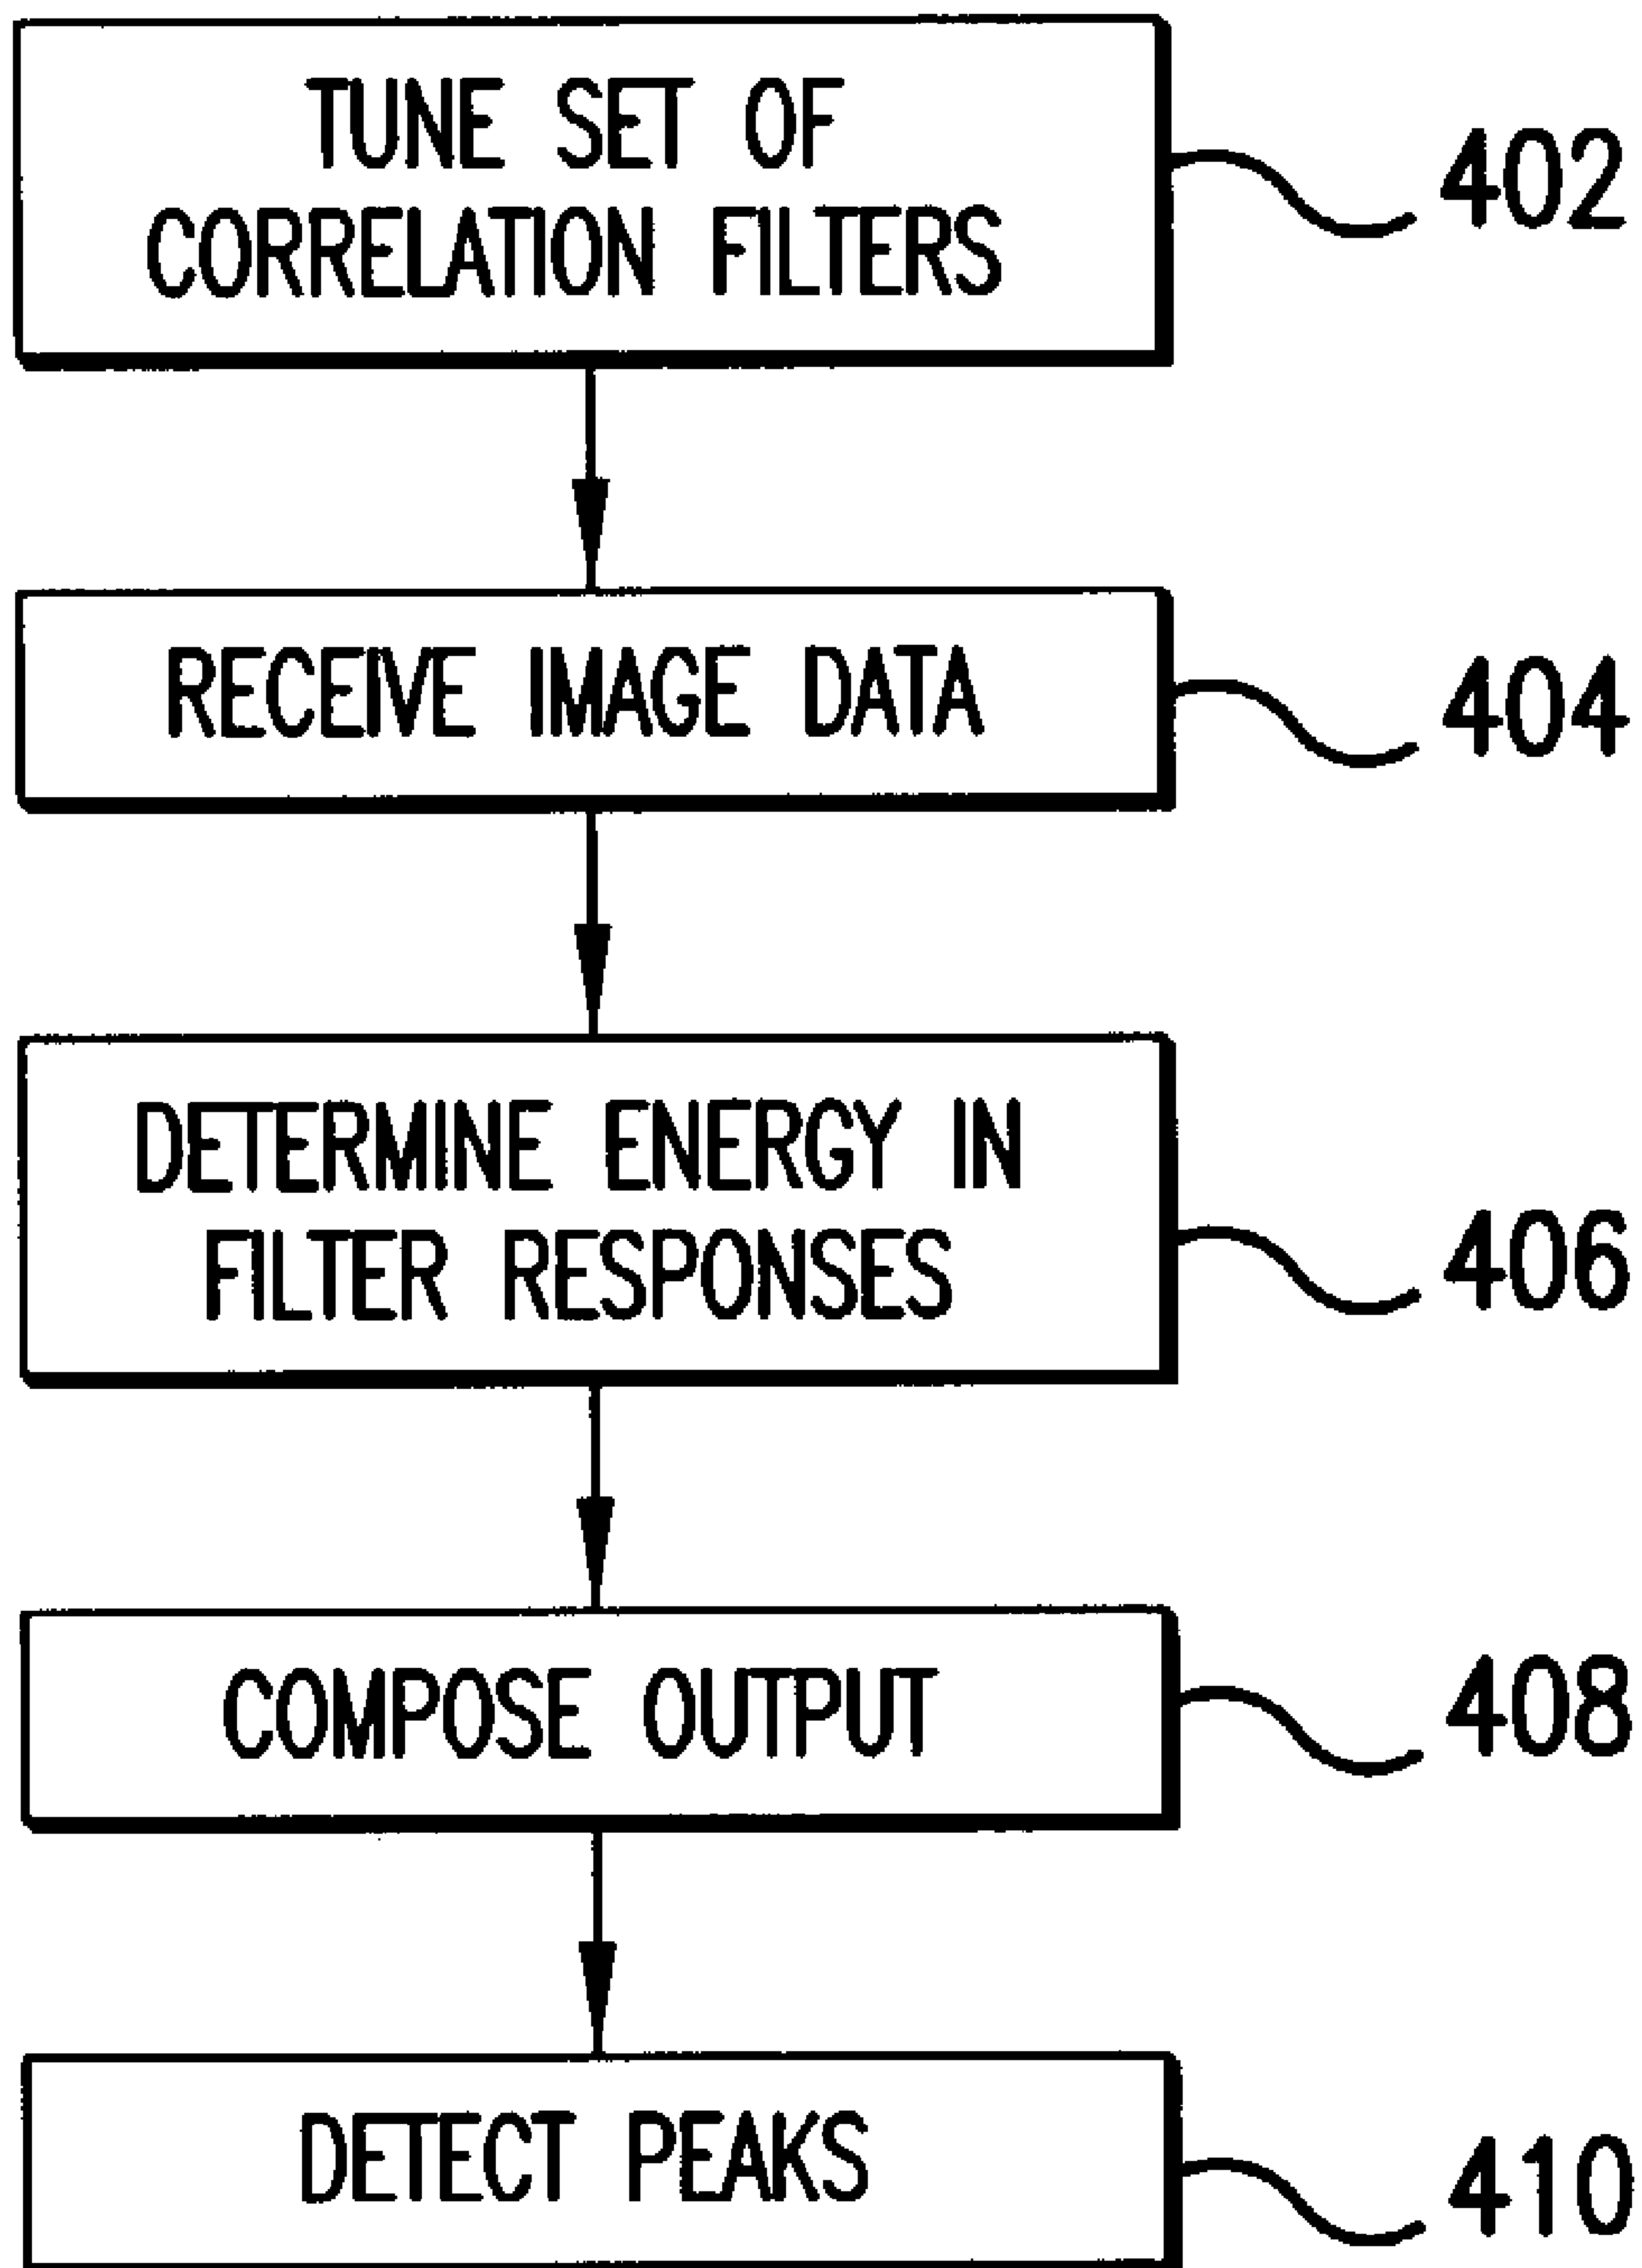 TUNE SET OF
CORRELATION FILTERS
402
RECEIVE IMAGE DATA
404
DETERMINE ENERGY IN
FILTER RESPONSES
406
COMPOSE OUTPUT
408
DETECT PEAKS
410